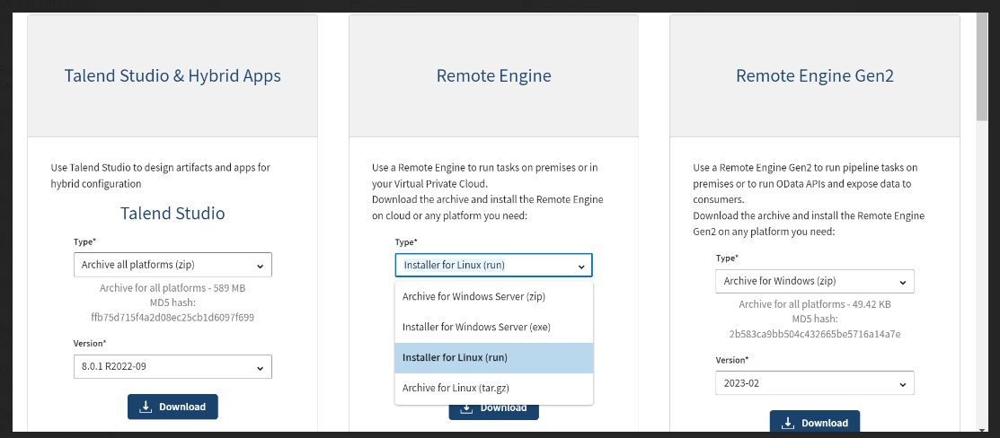 Talend Studio & Hybrid Apps
Use Talend Studio to design artifacts and apps for
hybrid configuration
Talend Studio
Type*
Archive all platforms (zip)
Archive for all platforms - 589 MB
MD5 hash:
ffb75d715f4a2d08ec25cb1d6097f699
Version*
8.0.1 R2022-09
Download
Remote Engine
Use a Remote Engine to run tasks on premises or in
your Virtual Private Cloud.
Download the archive and install the Remote Engine
on cloud or any platform you need:
Type*
Installer for Linux (run)
Archive for Windows Server (zip)
Installer for Windows Server (exe)
Installer for Linux (run)
Archive for Linux (tar.gz)
Download
Remote Engine Gen2
Use a Remote Engine Gen2 to run pipeline tasks on
premises or to run OData APIs and expose data to
consumers.
Download the archive and install the Remote Engine
Gen2 on any platform you need:
Type*
Archive for Windows (zip)
Archive for all platforms - 49.42 KB
MD5 hash:
2b583ca9bb504c432665be5716a14a7e
Version*
2023-02
Download